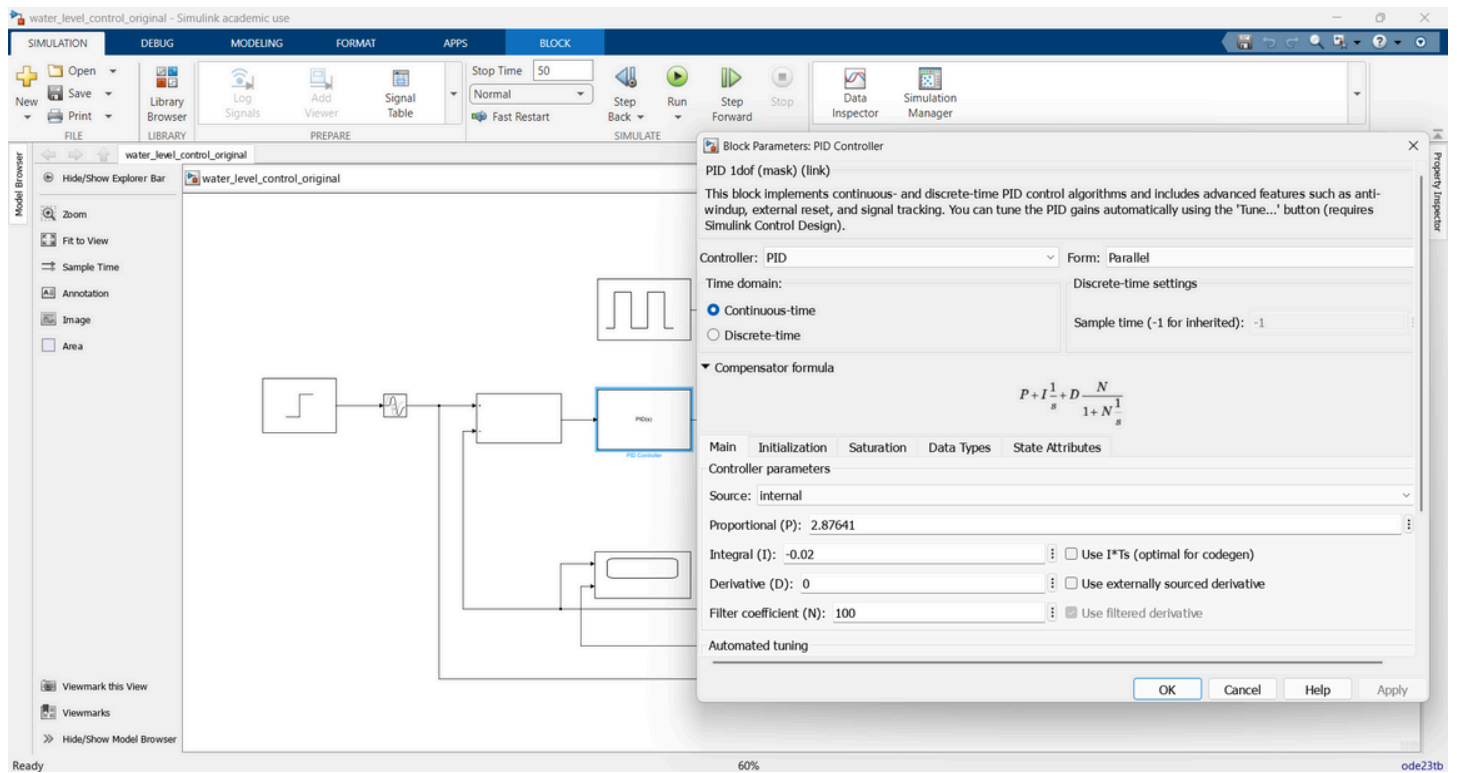 water_level_control_original - Simulink academic use
SIMULATION DEBUG MODELING FORMAT APPS BLOCK
New
Open
Save
Print
FILE
Library Browser
LIBRARY
Log Signals
Add Viewer
Signal Table
PREPARE
Stop Time 50
Normal
Fast Restart
Step Back
Run
Step Forward
Stop
SIMULATE
Data Inspector
Simulation Manager
Model Browser
water_level_control_original
Hide/Show Explorer Bar
water_level_control_original
Zoom
Fit to View
Sample Time
Annotation
Image
Area
Viewmark this View
Viewmarks
Hide/Show Model Browser
PID(s)
PID Controller
Property Inspector
Block Parameters: PID Controller
PID 1dof (mask) (link)
This block implements continuous- and discrete-time PID control algorithms and includes advanced features such as anti-
windup, external reset, and signal tracking. You can tune the PID gains automatically using the 'Tune...' button (requires
Simulink Control Design).
Controller: PID Form: Parallel
Time domain: Discrete-time settings
Continuous-time
Discrete-time
Sample time (-1 for inherited): -1
Compensator formula
P + I 1/s + D N/(1 + N 1/s)
Main Initialization Saturation Data Types State Attributes
Controller parameters
Source: internal
Proportional (P): 2.87641
Integral (I): -0.02 Use I*Ts (optimal for codegen)
Derivative (D): 0 Use externally sourced derivative
Filter coefficient (N): 100 Use filtered derivative
Automated tuning
OK Cancel Help Apply
Ready 60% ode23tb